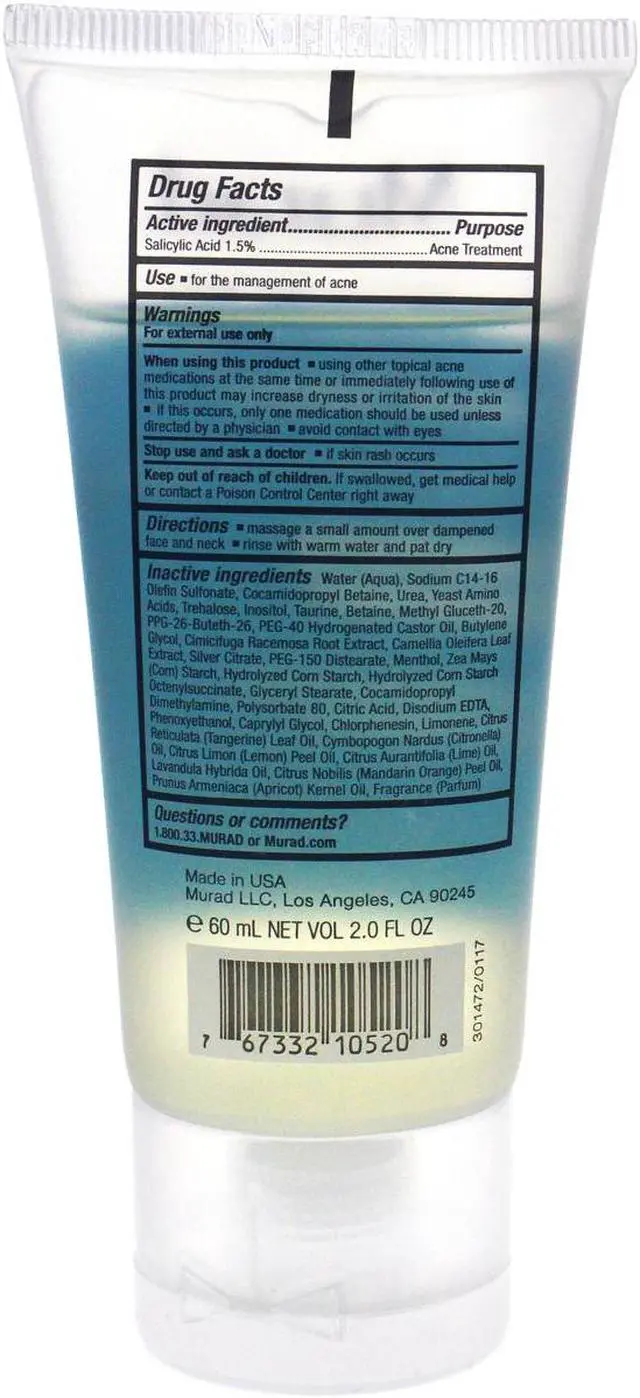 Drug Facts
Active ingredient................................ Purpose
Salicylic Acid 1.5% ............................................ Acne Treatment
Use ▪ for the management of acne
Warnings
For external use only
When using this product ▪ using other topical acne
medications at the same time or immediately following use of
this product may increase dryness or irritation of the skin
▪ if this occurs, only one medication should be used unless
directed by a physician ▪ avoid contact with eyes
Stop use and ask a doctor ▪ if skin rash occurs
Keep out of reach of children. If swallowed, get medical help
or contact a Poison Control Center right away
Directions ▪ massage a small amount over dampened
face and neck ▪ rinse with warm water and pat dry
Inactive ingredients Water (Aqua), Sodium C14-16
Olefin Sulfonate, Cocamidopropyl Betaine, Urea, Yeast Amino
Acids, Trehalose, Inositol, Taurine, Betaine, Methyl Gluceth-20,
PPG-26-Buteth-26, PEG-40 Hydrogenated Castor Oil, Butylene
Glycol, Cimicifuga Racemosa Root Extract, Camellia Oleifera Leaf
Extract, Silver Citrate, PEG-150 Distearate, Menthol, Zea Mays
(Corn) Starch, Hydrolyzed Corn Starch, Hydrolyzed Corn Starch
Octenylsuccinate, Glyceryl Stearate, Cocamidopropyl
Dimethylamine, Polysorbate 80, Citric Acid, Disodium EDTA,
Phenoxyethanol, Caprylyl Glycol, Chlorphenesin, Limonene, Citrus
Reticulata (Tangerine) Leaf Oil, Cymbopogon Nardus (Citronella)
Oil, Citrus Limon (Lemon) Peel Oil, Citrus Aurantifolia (Lime) Oil,
Lavandula Hybrida Oil, Citrus Nobilis (Mandarin Orange) Peel Oil,
Prunus Armeniaca (Apricot) Kernel Oil, Fragrance (Parfum)
Questions or comments?
1.800.33.MURAD or Murad.com
Made in USA
Murad LLC, Los Angeles, CA 90245
e 60 mL NET VOL 2.0 FL OZ
7 67332 10520 8
301472/0117